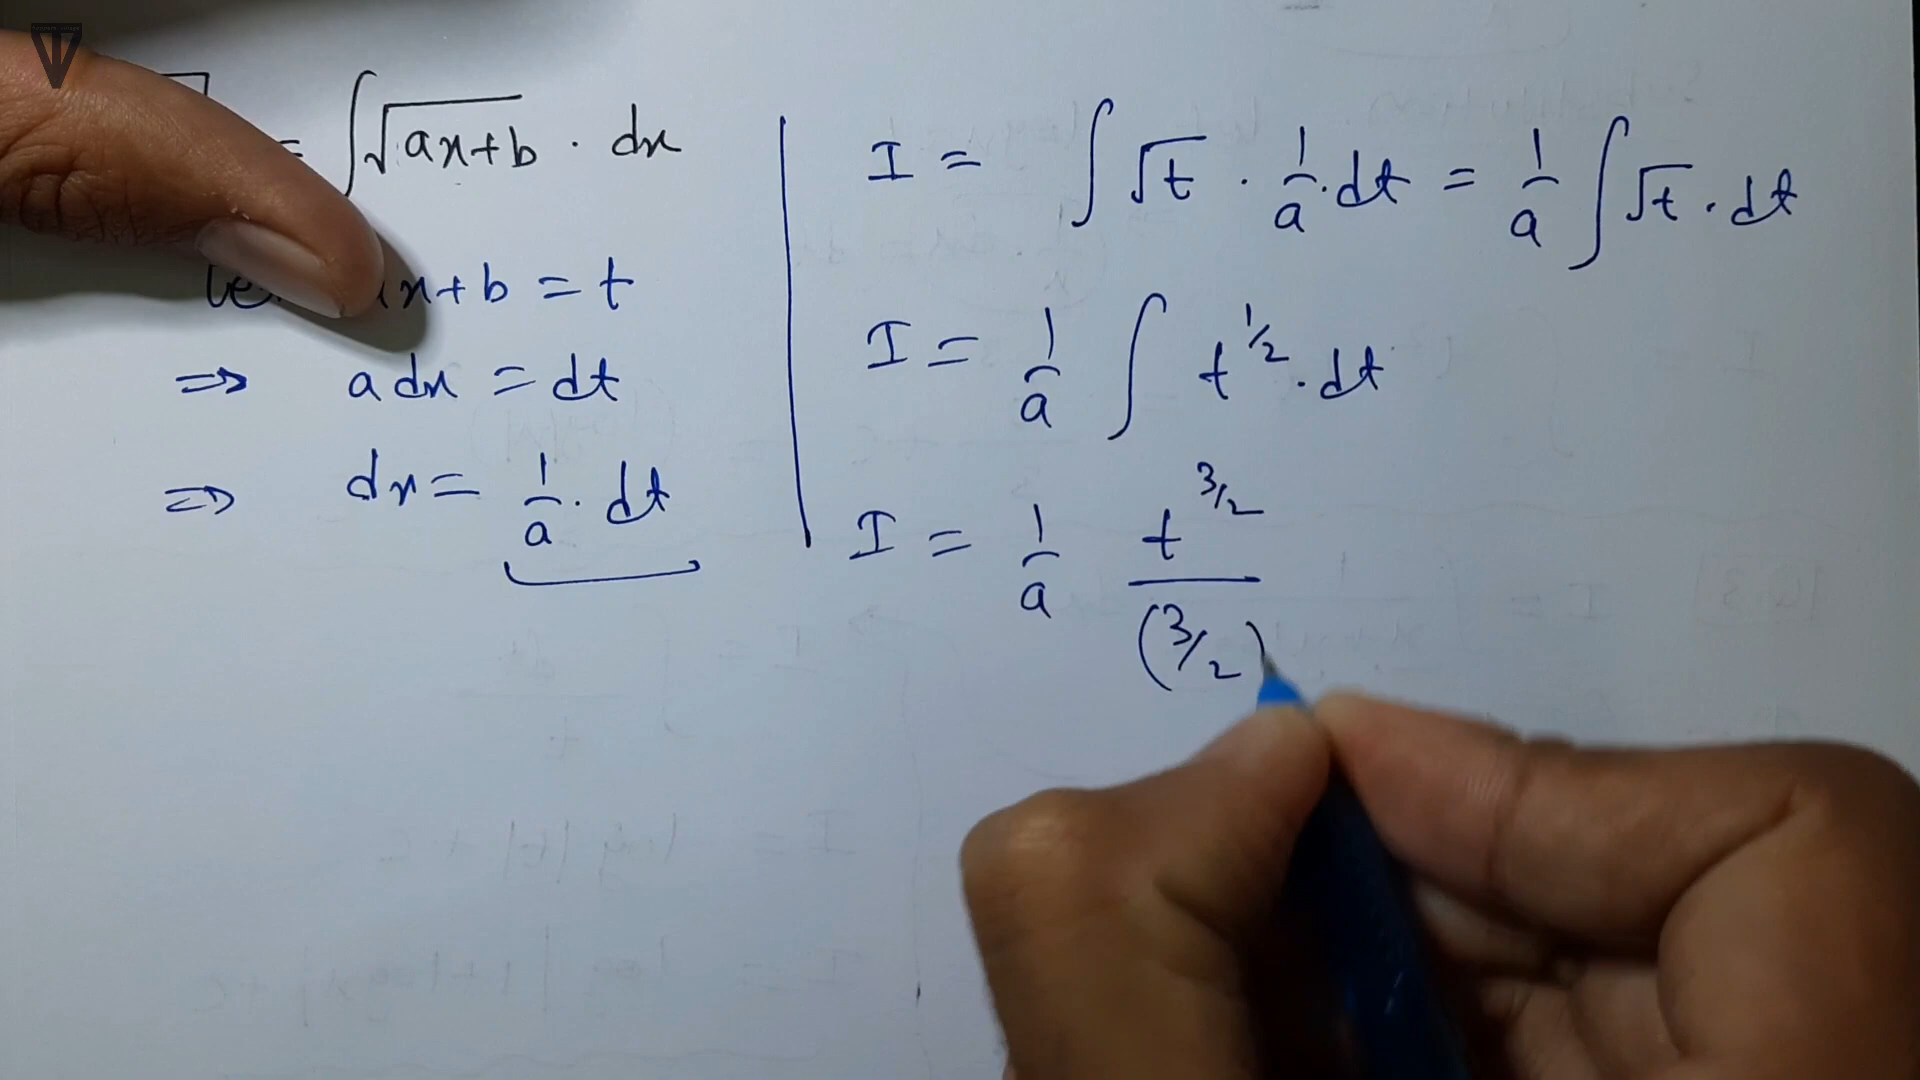 = ∫√ax+b · dx
ax+b = t
⇒ a dx = dt
⇒ dx = 1/a · dt
I = ∫ √t · 1/a · dt = 1/a ∫ √t · dt
I = 1/a ∫ t^1/2 · dt
I = 1/a t^3/2 / (3/2)